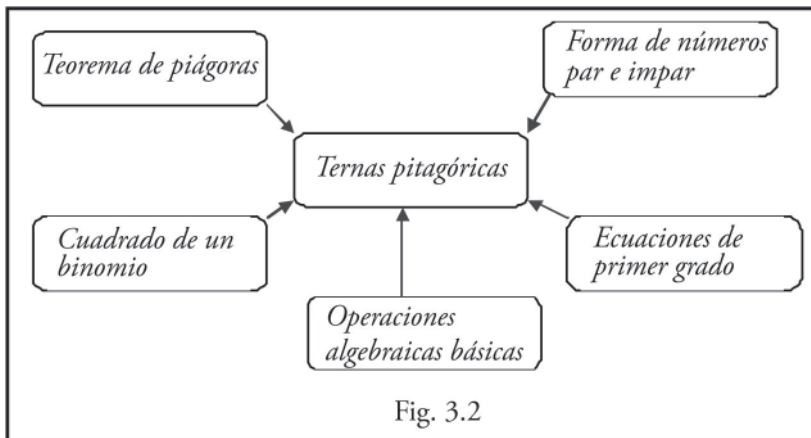 Teorema de piágoras
Forma de números
par e impar
Ternas pitagóricas
Cuadrado de un
binomio
Ecuaciones de
primer grado
Operaciones
algebraicas básicas
Fig. 3.2